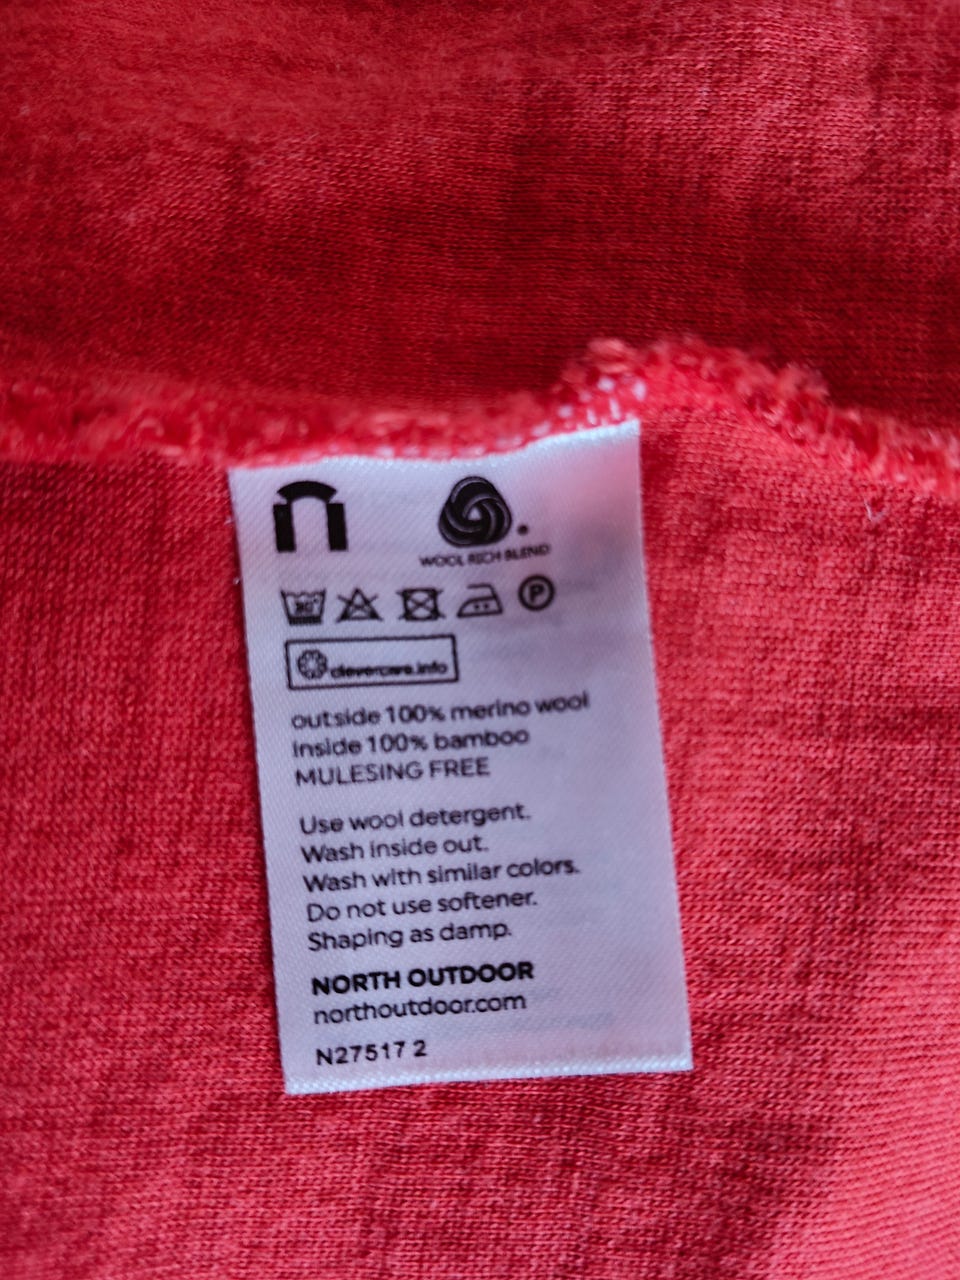 WOOL RICH BLEND
30°
P
clevercare.info
outside 100% merino wool
Inside 100% bamboo
MULESING FREE
Use wool detergent.
Wash inside out.
Wash with similar colors.
Do not use softener.
Shaping as damp.
NORTH OUTDOOR
northoutdoor.com
N27517 2